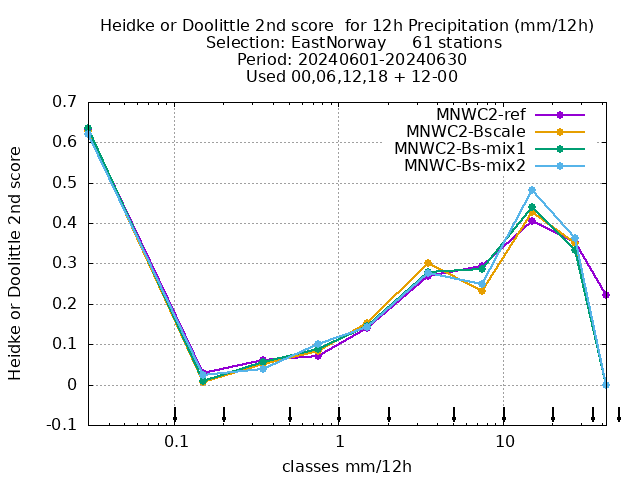 Heidke or Doolittle 2nd score  for 12h Precipitation (mm/12h)
Selection: EastNorway     61 stations
Period: 20240601-20240630
Used 00,06,12,18 + 12-00
MNWC2-ref
MNWC2-Bscale
MNWC2-Bs-mix1
MNWC-Bs-mix2
Heidke or Doolittle 2nd score
0.7
0.6
0.5
0.4
0.3
0.2
0.1
0
-0.1
0.1
1
10
classes mm/12h